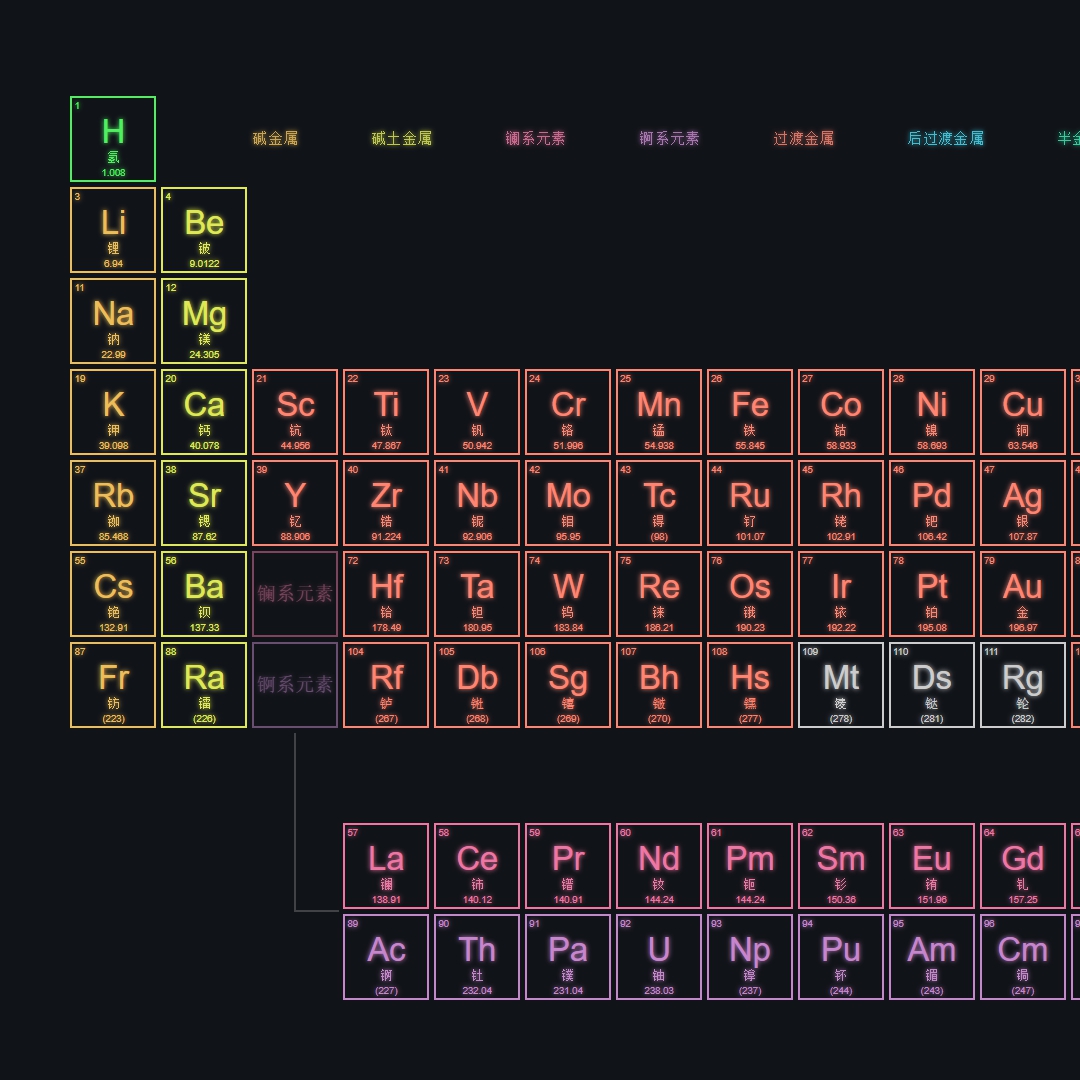 1
H 碱金属 碱土金属 镧系元素 锕系元素 过渡金属 后过渡金属
氢
1.008
3 4
Li Be
锂 铍
6.94 9.0122
11 12
Na Mg
钠 镁
22.99 24.305
19 20 21 22 23 24 25 26 27 28 29
K Ca Sc Ti V Cr Mn Fe Co Ni Cu
钾 钙 钪 钛 钒 铬 锰 铁 钴 镍 铜
39.098 40.078 44.956 47.867 50.942 51.996 54.938 55.845 58.933 58.693 63.546
37 38 39 40 41 42 43 44 45 46 47
Rb Sr Y Zr Nb Mo Tc Ru Rh Pd Ag
铷 锶 钇 锆 铌 钼 锝 钌 铑 钯 银
85.468 87.62 88.906 91.224 92.906 95.95 (98) 101.07 102.91 106.42 107.87
55 56 72 73 74 75 76 77 78 79
Cs Ba 镧系元素 Hf Ta W Re Os Ir Pt Au
铯 钡 铪 钽 钨 铼 锇 铱 铂 金
132.91 137.33 178.49 180.95 183.84 186.21 190.23 192.22 195.08 196.97
87 88 104 105 106 107 108 109 110 111
Fr Ra 锕系元素 Rf Db Sg Bh Hs Mt Ds Rg
钫 镭 𬬻 𬭊 𬭳 𬭛 𬭶 鿏 𫟼 𬬭
(223) (226) (267) (268) (269) (270) (277) (278) (281) (282)
57 58 59 60 61 62 63 64
La Ce Pr Nd Pm Sm Eu Gd
镧 铈 镨 钕 钷 钐 铕 钆
138.91 140.12 140.91 144.24 144.24 150.36 151.96 157.25
89 90 91 92 93 94 95 96
Ac Th Pa U Np Pu Am Cm
锕 钍 镤 铀 镎 钚 镅 锔
(227) 232.04 231.04 238.03 (237) (244) (243) (247)